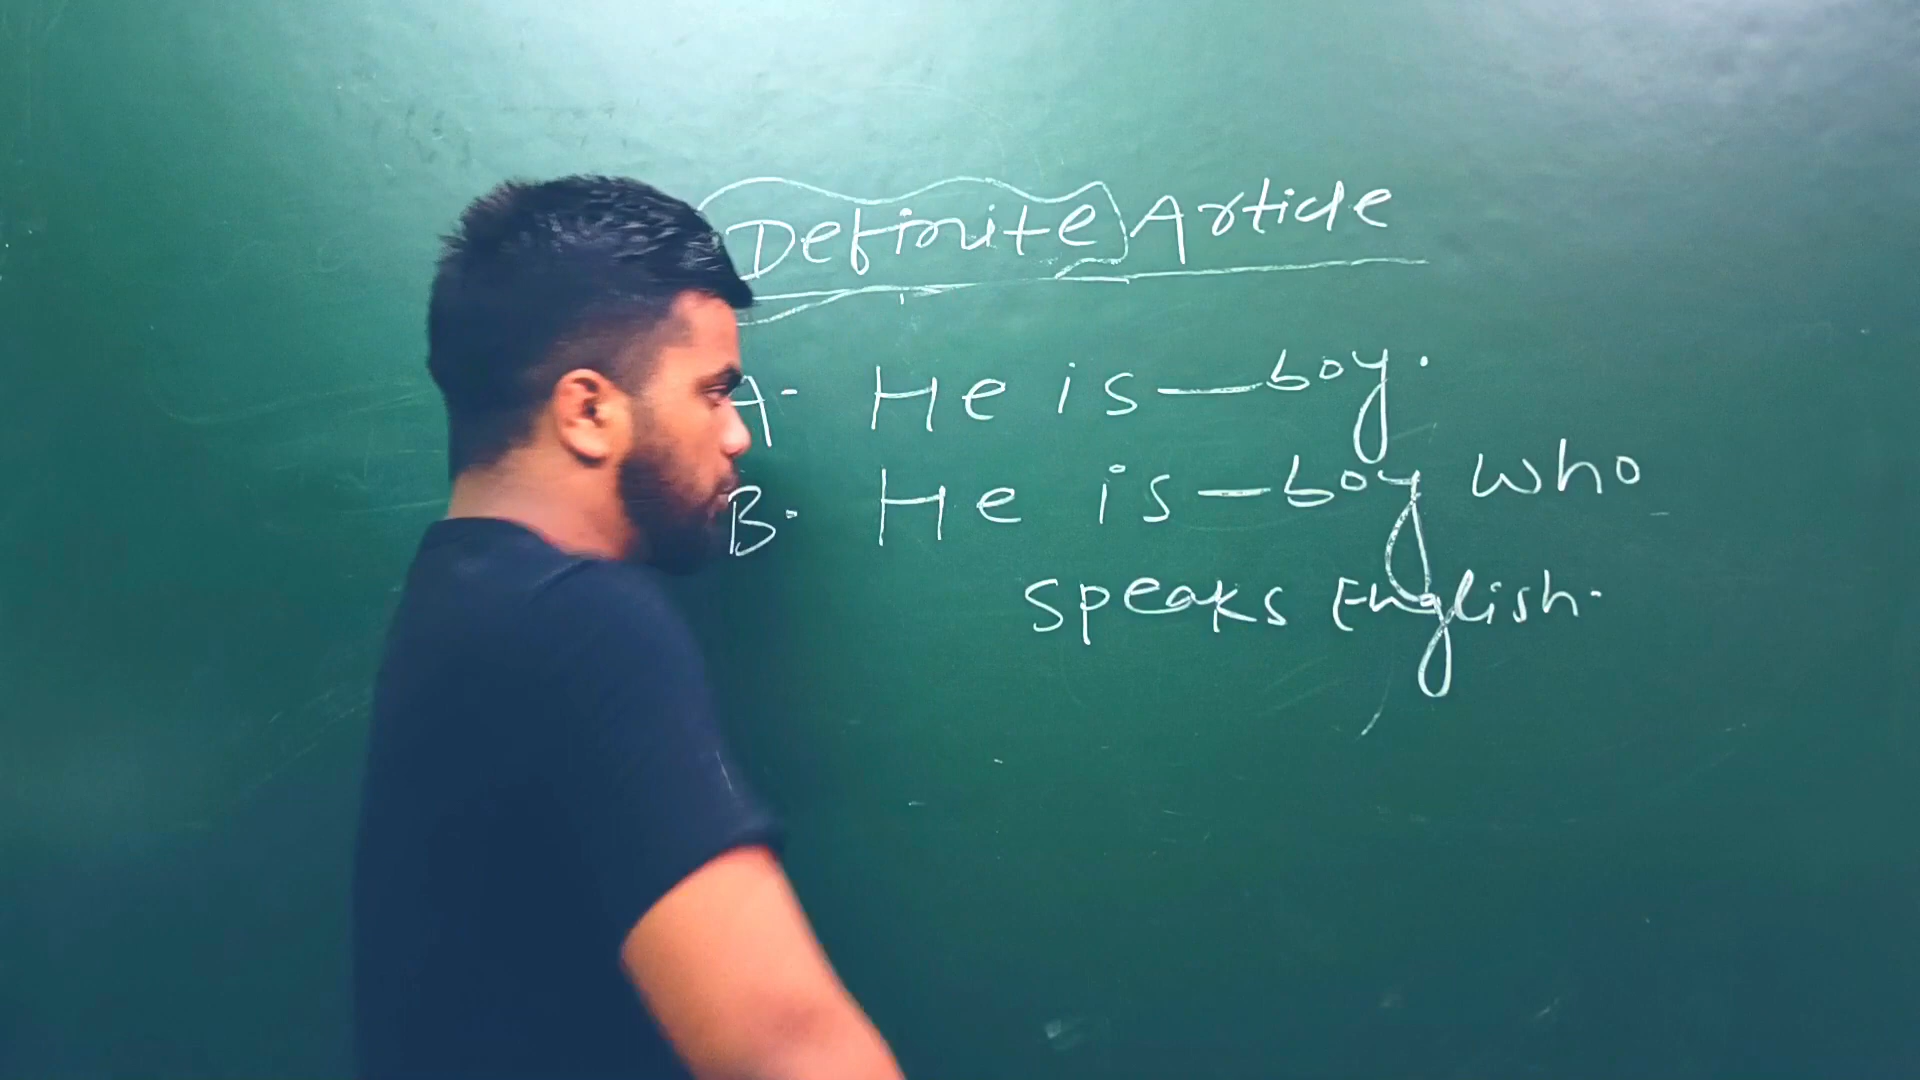 Definite Article
A- He is — boy.
B- He is — boy who
speaks English.